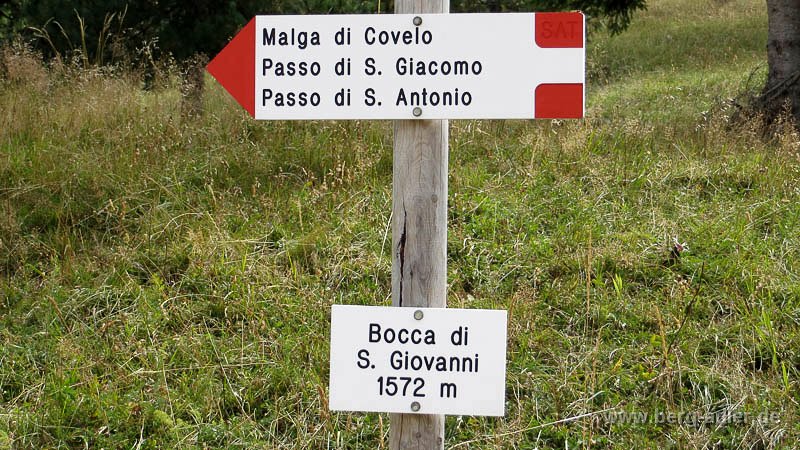 Malga di Covelo
Passo di S. Giacomo
Passo di S. Antonio
SAT
Bocca di
S. Giovanni
1572 m
www.berg-adler.de